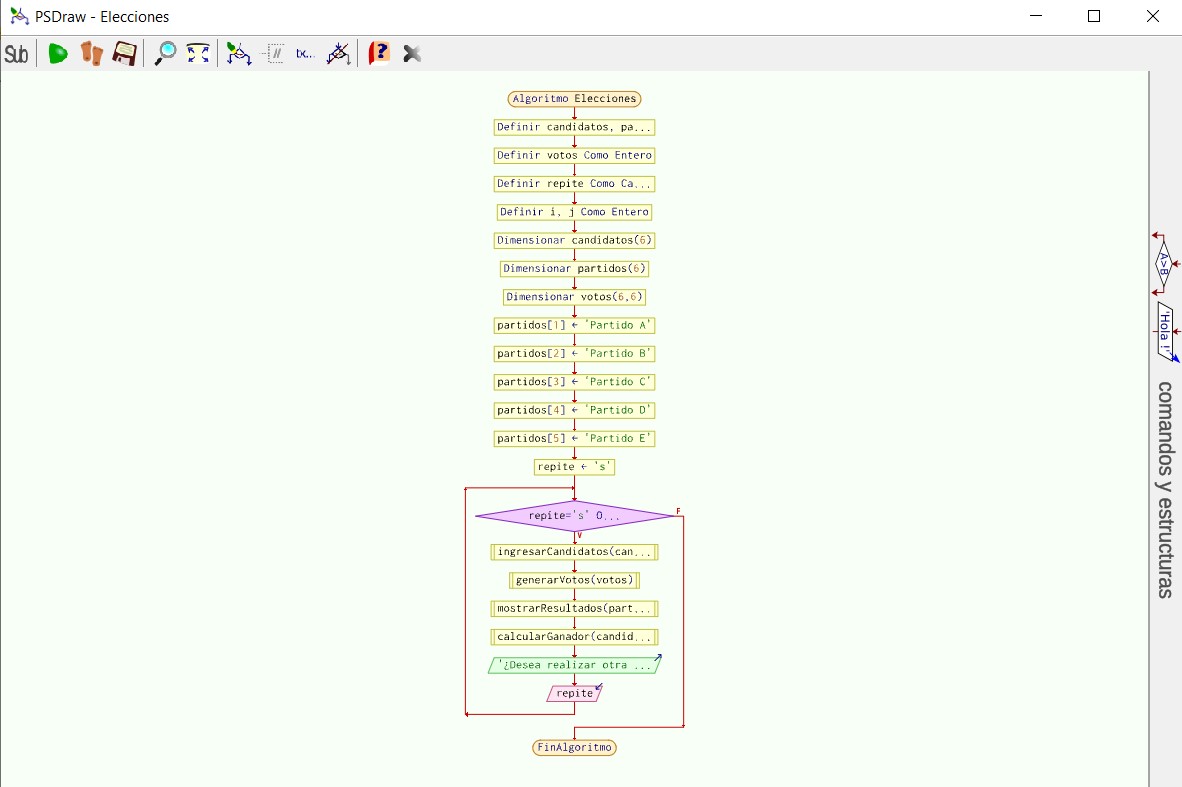 PSDraw - Elecciones
Sub
//
tx...
?
Algoritmo Elecciones
Definir candidatos, pa...
Definir votos Como Entero
Definir repite Como Ca...
Definir i, j Como Entero
Dimensionar candidatos(6)
Dimensionar partidos(6)
Dimensionar votos(6,6)
partidos[1] ← 'Partido A'
partidos[2] ← 'Partido B'
partidos[3] ← 'Partido C'
partidos[4] ← 'Partido D'
partidos[5] ← 'Partido E'
repite ← 's'
repite='s' O...
F
V
ingresarCandidatos(can...
generarVotos(votos)
mostrarResultados(part...
calcularGanador(candid...
'¿Desea realizar otra ...
repite
FinAlgoritmo
A>B
'Hola !'
comandos y estructuras